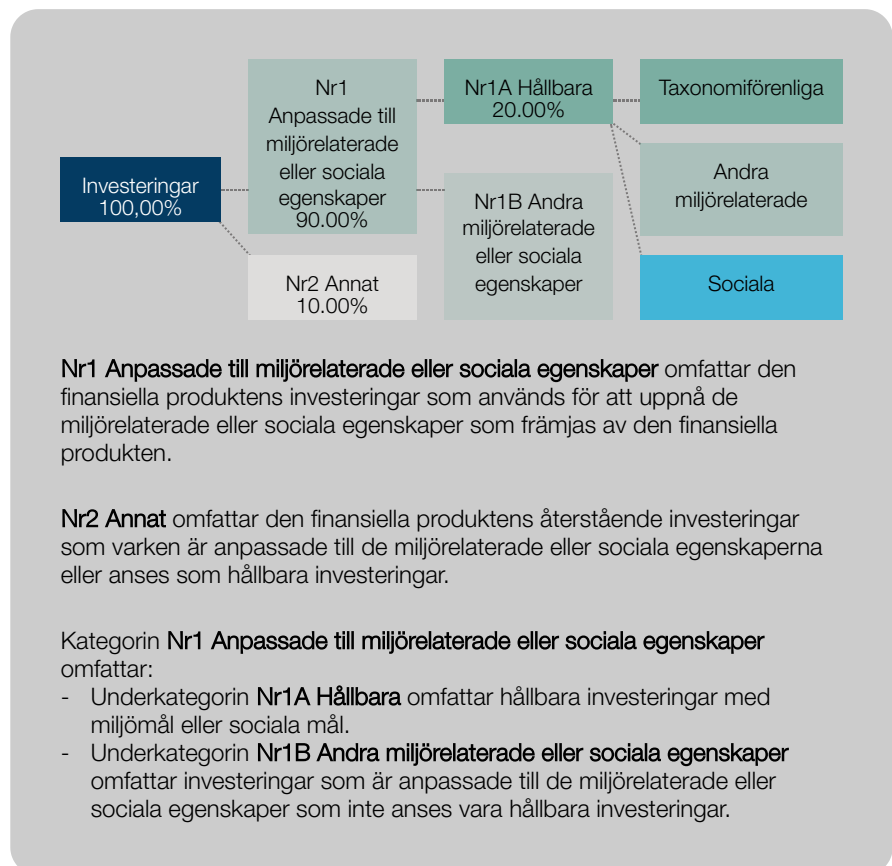 Investeringar
100,00%
Nr1
Anpassade till
miljörelaterade
eller sociala
egenskaper
90.00%
Nr2 Annat
10.00%
Nr1A Hållbara
20.00%
Nr1B Andra
miljörelaterade
eller sociala
egenskaper
Taxonomiförenliga
Andra
miljörelaterade
Sociala
Nr1 Anpassade till miljörelaterade eller sociala egenskaper omfattar den
finansiella produktens investeringar som används för att uppnå de
miljörelaterade eller sociala egenskaper som främjas av den finansiella
produkten.
Nr2 Annat omfattar den finansiella produktens återstående investeringar
som varken är anpassade till de miljörelaterade eller sociala egenskaperna
eller anses som hållbara investeringar.
Kategorin Nr1 Anpassade till miljörelaterade eller sociala egenskaper
omfattar:
- Underkategorin Nr1A Hållbara omfattar hållbara investeringar med
miljömål eller sociala mål.
- Underkategorin Nr1B Andra miljörelaterade eller sociala egenskaper
omfattar investeringar som är anpassade till de miljörelaterade eller
sociala egenskaper som inte anses vara hållbara investeringar.